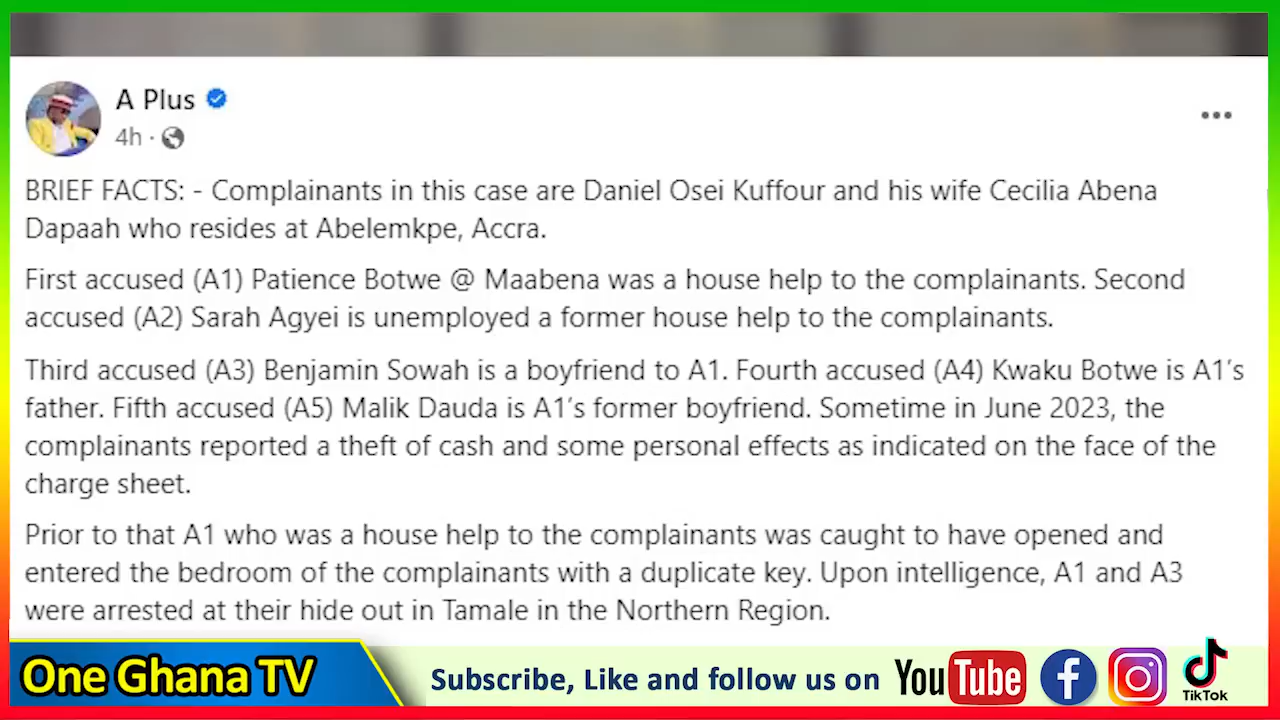 A Plus
4h ·
BRIEF FACTS: - Complainants in this case are Daniel Osei Kuffour and his wife Cecilia Abena
Dapaah who resides at Abelemkpe, Accra.
First accused (A1) Patience Botwe @ Maabena was a house help to the complainants. Second
accused (A2) Sarah Agyei is unemployed a former house help to the complainants.
Third accused (A3) Benjamin Sowah is a boyfriend to A1. Fourth accused (A4) Kwaku Botwe is A1's
father. Fifth accused (A5) Malik Dauda is A1's former boyfriend. Sometime in June 2023, the
complainants reported a theft of cash and some personal effects as indicated on the face of the
charge sheet.
Prior to that A1 who was a house help to the complainants was caught to have opened and
entered the bedroom of the complainants with a duplicate key. Upon intelligence, A1 and A3
were arrested at their hide out in Tamale in the Northern Region.
One Ghana TV
Subscribe, Like and follow us on YouTube
TikTok